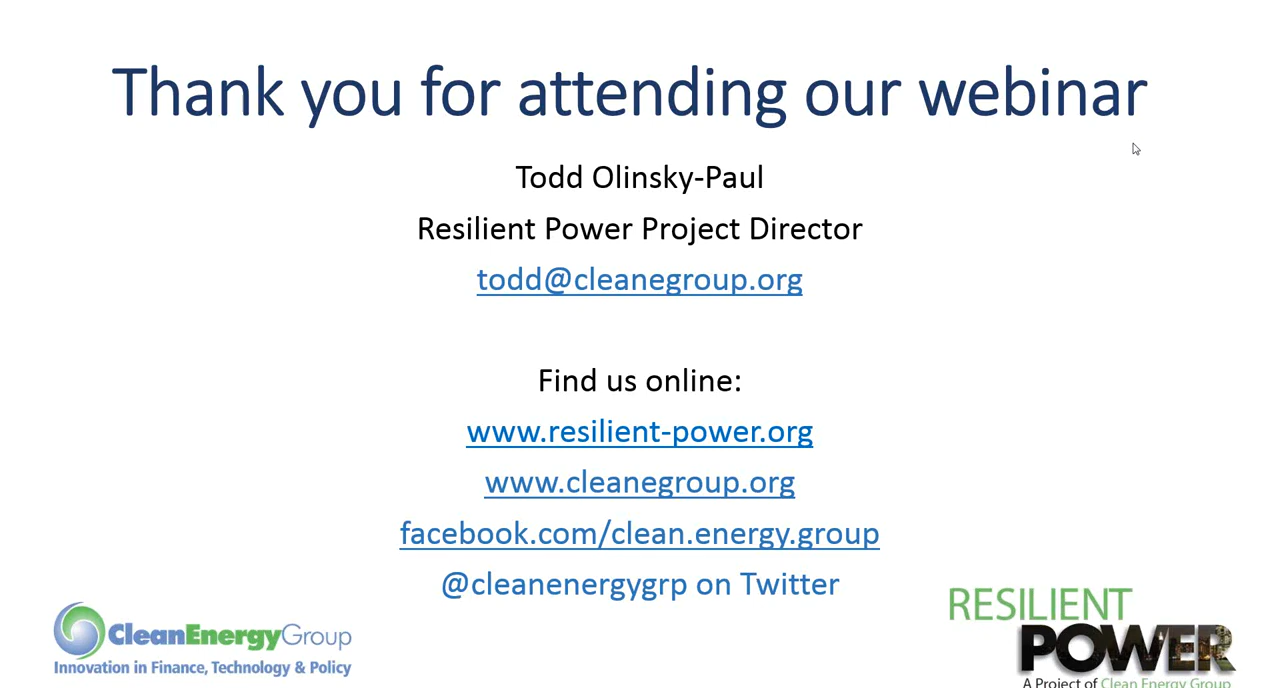 Thank you for attending our webinar
Todd Olinsky-Paul
Resilient Power Project Director
todd@cleanegroup.org
Find us online:
www.resilient-power.org
www.cleanegroup.org
facebook.com/clean.energy.group
@cleanenergygrp on Twitter
CleanEnergyGroup
Innovation in Finance, Technology & Policy
RESILIENT
POWER
A Project of Clean Energy Group